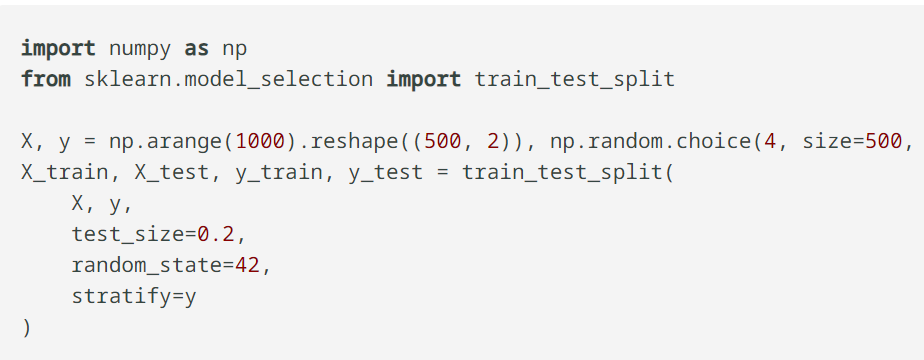 import numpy as np
from sklearn.model_selection import train_test_split
X, y = np.arange(1000).reshape((500, 2)), np.random.choice(4, size=500,
X_train, X_test, y_train, y_test = train_test_split(
    X, y,
    test_size=0.2,
    random_state=42,
    stratify=y
)